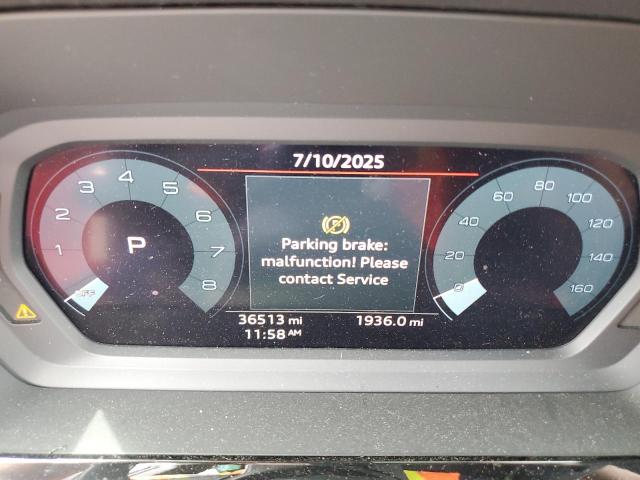 7/10/2025
1 2 3 4 5 6 7 8
OFF
P
Parking brake:
malfunction! Please
contact Service
0 20 40 60 80 100 120 140 160
36513 mi 1936.0 mi
11:58 AM